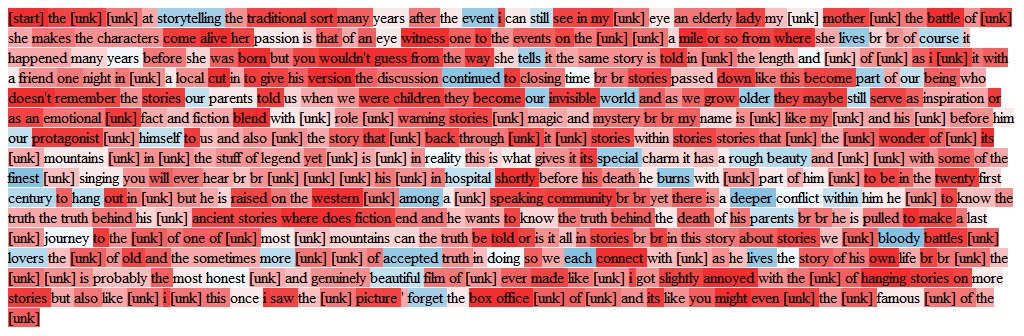 [start] the [unk] [unk] at storytelling the traditional sort many years after the event i can still see in my [unk] eye an elderly lady my [unk] mother [unk] the battle of [unk]
she makes the characters come alive her passion is that of an eye witness one to the events on the [unk] [unk] a mile or so from where she lives br br of course it
happened many years before she was born but you wouldn't guess from the way she tells it the same story is told in [unk] the length and [unk] of [unk] as i [unk] it with
a friend one night in [unk] a local cut in to give his version the discussion continued to closing time br br stories passed down like this become part of our being who
doesn't remember the stories our parents told us when we were children they become our invisible world and as we grow older they maybe still serve as inspiration or
as an emotional [unk] fact and fiction blend with [unk] role [unk] warning stories [unk] magic and mystery br br my name is [unk] like my [unk] and his [unk] before him
our protagonist [unk] himself to us and also [unk] the story that [unk] back through [unk] it [unk] stories within stories stories that [unk] the [unk] wonder of [unk] its
[unk] mountains [unk] in [unk] the stuff of legend yet [unk] is [unk] in reality this is what gives it its special charm it has a rough beauty and [unk] [unk] with some of the
finest [unk] singing you will ever hear br br [unk] [unk] [unk] [unk] his [unk] in hospital shortly before his death he burns with [unk] part of him [unk] to be in the twenty first
century to hang out in [unk] but he is raised on the western [unk] among a [unk] speaking community br br yet there is a deeper conflict within him he [unk] to know the
truth the truth behind his [unk] ancient stories where does fiction end and he wants to know the truth behind the death of his parents br br he is pulled to make a last
[unk] journey to the [unk] of one of [unk] most [unk] mountains can the truth be told or is it all in stories br br in this story about stories we [unk] bloody battles [unk]
lovers the [unk] of old and the sometimes more [unk] [unk] of accepted truth in doing so we each connect with [unk] as he lives the story of his own life br br [unk] the
[unk] [unk] is probably the most honest [unk] and genuinely beautiful film of [unk] ever made like [unk] i got slightly annoyed with the [unk] of hanging stories on more
stories but also like [unk] i [unk] this once i saw the [unk] picture ' forget the box office [unk] of [unk] and its like you might even [unk] the [unk] famous [unk] of the
[unk]